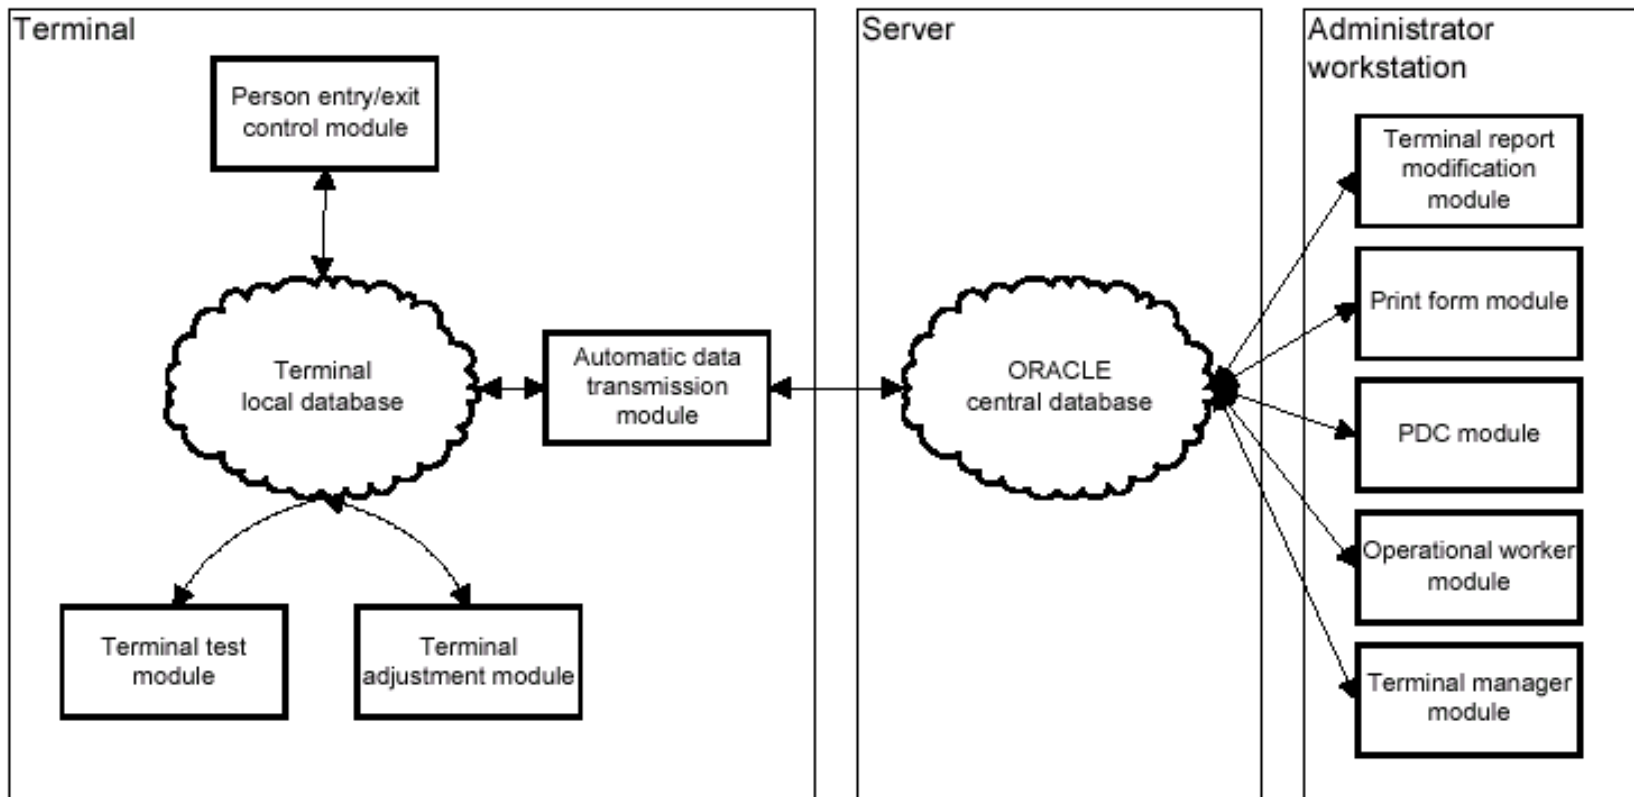 Terminal
Person entry/exit
control module
Terminal
local database
Automatic data
transmission
module
Terminal test
module
Terminal
adjustment module
Server
ORACLE
central database
Administrator
workstation
Terminal report
modification
module
Print form module
PDC module
Operational worker
module
Terminal manager
module